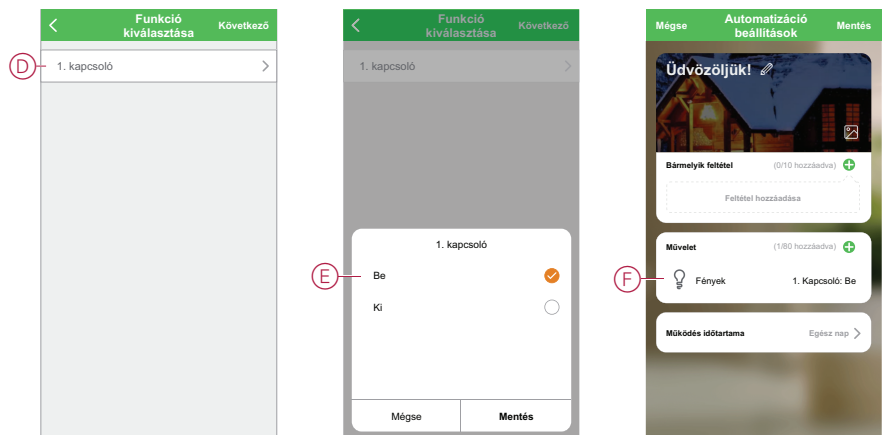 Funkció
kiválasztása
Következő
D
1. kapcsoló
Funkció
kiválasztása
Következő
1. kapcsoló
1. kapcsoló
E
Be
Ki
Mégse
Mentés
Mégse
Automatizáció
beállítások
Mentés
Üdvözöljük!
Bármelyik feltétel
(0/10 hozzáadva)
Feltétel hozzáadása
Művelet
(1/80 hozzáadva)
F
Fények
1. Kapcsoló: Be
Működés időtartama
Egész nap